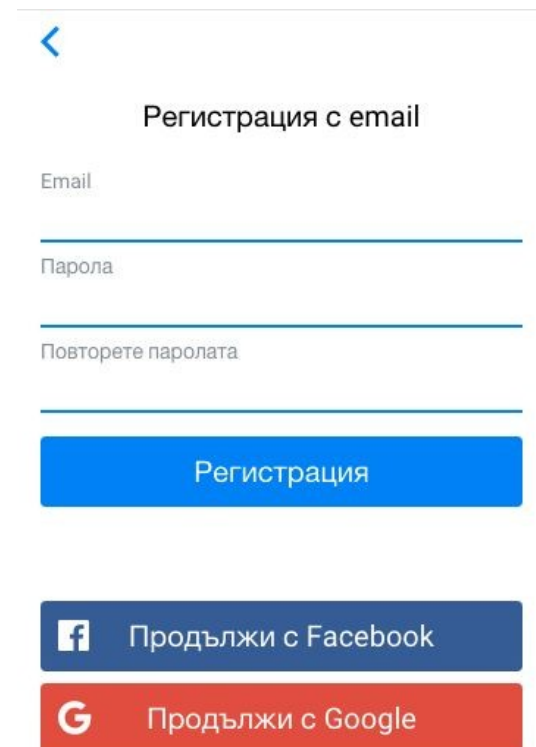 Регистрация с email
Email
Парола
Повторете паролата
Регистрация
Продължи с Facebook
Продължи с Google